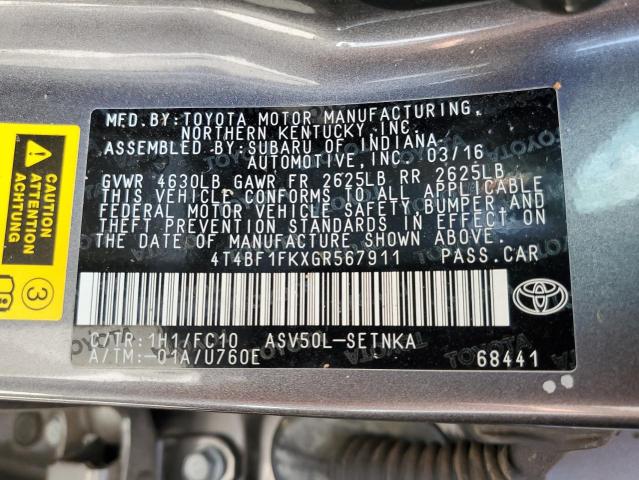 MFD.BY:TOYOTA MOTOR MANUFACTURING,
NORTHERN KENTUCKY,INC.
ASSEMBLED BY:SUBARU OF INDIANA
AUTOMOTIVE,INC. 03/16
GVWR 4630LB GAWR FR 2625LB RR 2625LB
THIS VEHICLE CONFORMS TO ALL APPLICABLE
FEDERAL MOTOR VEHICLE SAFETY,BUMPER AND
THEFT PREVENTION STANDARDS IN EFFECT ON
THE DATE OF MANUFACTURE SHOWN ABOVE.
4T4BF1FKXGR567911 PASS.CAR
C/TR:1H1/FC10 ASV50L-SETNKA
A/TM:-01A/U760E 68441
ACHTUNG
3